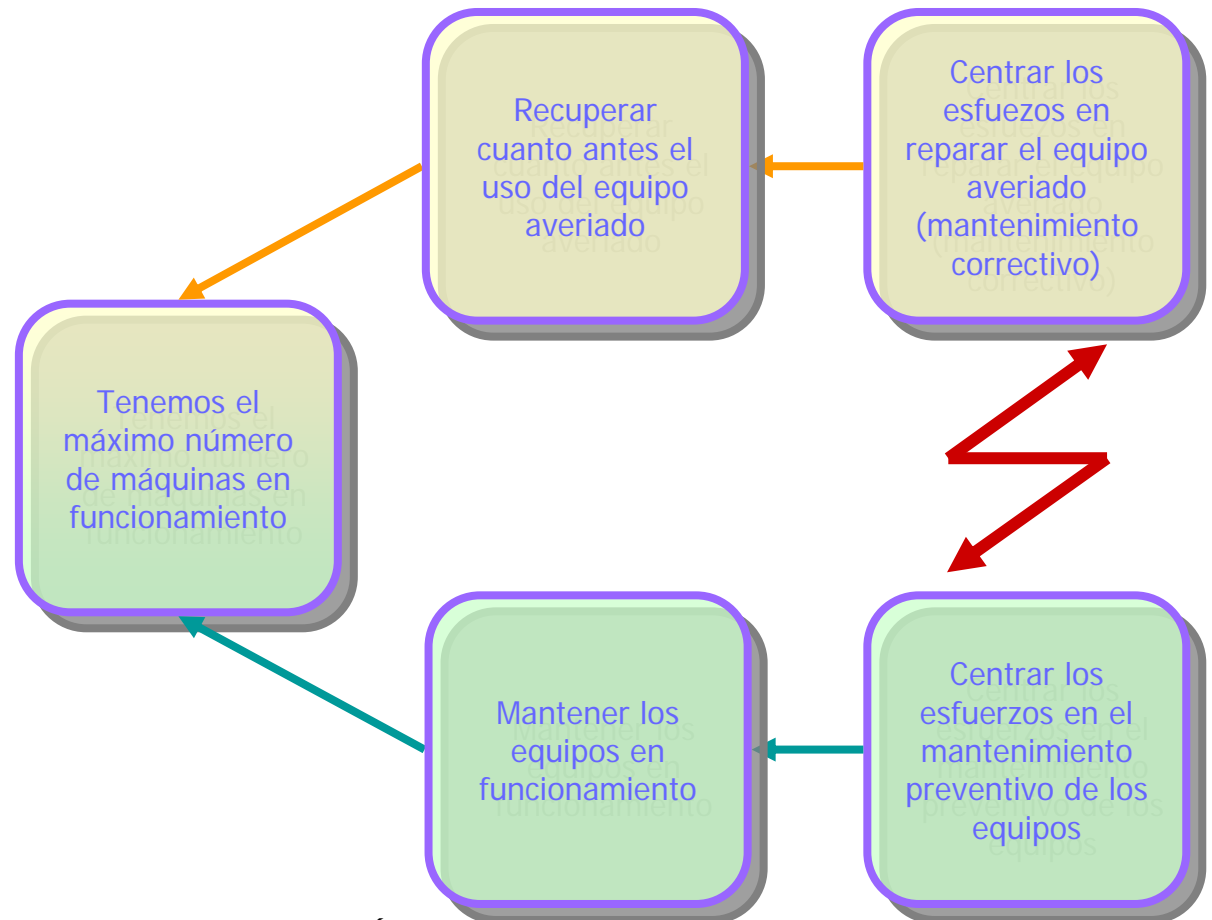 Recuperar
cuanto antes el
uso del equipo
averiado
Centrar los
esfuezos en
reparar el equipo
averiado
(mantenimiento
correctivo)
Tenemos el
máximo número
de máquinas en
funcionamiento
Mantener los
equipos en
funcionamiento
Centrar los
esfuerzos en el
mantenimiento
preventivo de los
equipos